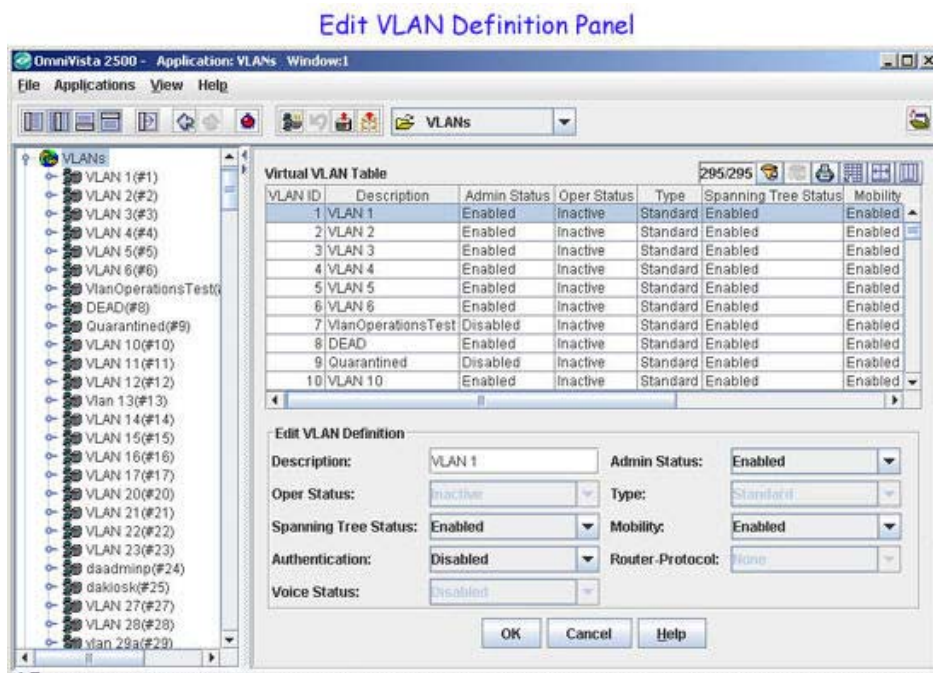 Edit VLAN Definition Panel
OmniVista 2500 - Application: VLANs Window:1
File Applications View Help
VLANs
VLANs
VLAN 1(#1)
VLAN 2(#2)
VLAN 3(#3)
VLAN 4(#4)
VLAN 5(#5)
VLAN 6(#6)
VlanOperationsTest(
DEAD(#8)
Quarantined(#9)
VLAN 10(#10)
VLAN 11(#11)
VLAN 12(#12)
Vlan 13(#13)
VLAN 14(#14)
VLAN 15(#15)
VLAN 16(#16)
VLAN 17(#17)
VLAN 20(#20)
VLAN 21(#21)
VLAN 22(#22)
VLAN 23(#23)
daadminp(#24)
dakiosk(#25)
VLAN 27(#27)
VLAN 28(#28)
vlan 29a(#29)
Virtual VLAN Table 295/295
VLAN ID Description Admin Status Oper Status Type Spanning Tree Status Mobility
1 VLAN 1 Enabled Inactive Standard Enabled Enabled
2 VLAN 2 Enabled Inactive Standard Enabled Enabled
3 VLAN 3 Enabled Inactive Standard Enabled Enabled
4 VLAN 4 Enabled Inactive Standard Enabled Enabled
5 VLAN 5 Enabled Inactive Standard Enabled Enabled
6 VLAN 6 Enabled Inactive Standard Enabled Enabled
7 VlanOperationsTest Disabled Inactive Standard Enabled Enabled
8 DEAD Enabled Inactive Standard Enabled Enabled
9 Quarantined Disabled Inactive Standard Enabled Enabled
10 VLAN 10 Enabled Inactive Standard Enabled Enabled
Edit VLAN Definition
Description: VLAN 1 Admin Status: Enabled
Oper Status: Inactive Type: Standard
Spanning Tree Status: Enabled Mobility: Enabled
Authentication: Disabled Router-Protocol: None
Voice Status: Disabled
OK Cancel Help